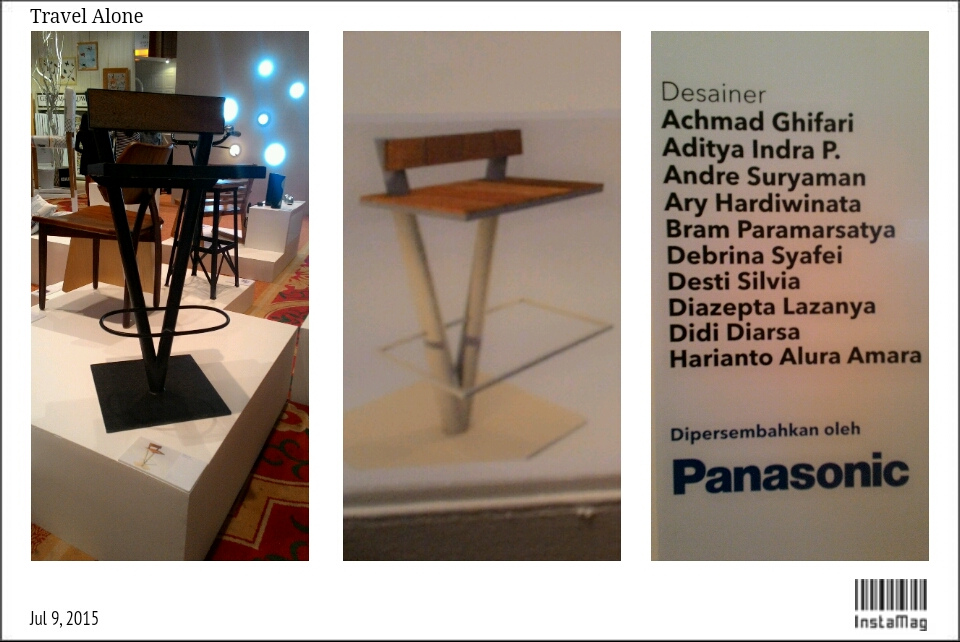 Travel Alone
Desainer
Achmad Ghifari
Aditya Indra P.
Andre Suryaman
Ary Hardiwinata
Bram Paramarsatya
Debrina Syafei
Desti Silvia
Diazepta Lazanya
Didi Diarsa
Harianto Alura Amara
Dipersembahkan oleh
Panasonic
Jul 9, 2015
InstaMag